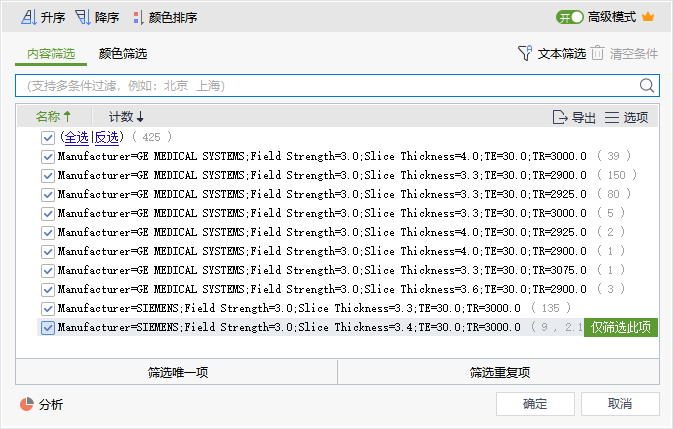 升序 降序 颜色排序 开 高级模式
内容筛选 颜色筛选 文本筛选 清空条件
(支持多条件过滤，例如：北京 上海)
名称 计数 导出 选项
(全选|反选) ( 425 )
Manufacturer=GE MEDICAL SYSTEMS;Field Strength=3.0;Slice Thickness=4.0;TE=30.0;TR=3000.0 ( 39 )
Manufacturer=GE MEDICAL SYSTEMS;Field Strength=3.0;Slice Thickness=3.3;TE=30.0;TR=2900.0 ( 150 )
Manufacturer=GE MEDICAL SYSTEMS;Field Strength=3.0;Slice Thickness=3.3;TE=30.0;TR=2925.0 ( 80 )
Manufacturer=GE MEDICAL SYSTEMS;Field Strength=3.0;Slice Thickness=3.3;TE=30.0;TR=3000.0 ( 5 )
Manufacturer=GE MEDICAL SYSTEMS;Field Strength=3.0;Slice Thickness=4.0;TE=30.0;TR=2925.0 ( 2 )
Manufacturer=GE MEDICAL SYSTEMS;Field Strength=3.0;Slice Thickness=4.0;TE=30.0;TR=2900.0 ( 1 )
Manufacturer=GE MEDICAL SYSTEMS;Field Strength=3.0;Slice Thickness=3.3;TE=30.0;TR=3075.0 ( 1 )
Manufacturer=GE MEDICAL SYSTEMS;Field Strength=3.0;Slice Thickness=3.6;TE=30.0;TR=2900.0 ( 3 )
Manufacturer=SIEMENS;Field Strength=3.0;Slice Thickness=3.3;TE=30.0;TR=3000.0 ( 135 )
Manufacturer=SIEMENS;Field Strength=3.0;Slice Thickness=3.4;TE=30.0;TR=3000.0 ( 9 , 2.1 仅筛选此项
筛选唯一项 筛选重复项
分析 确定 取消